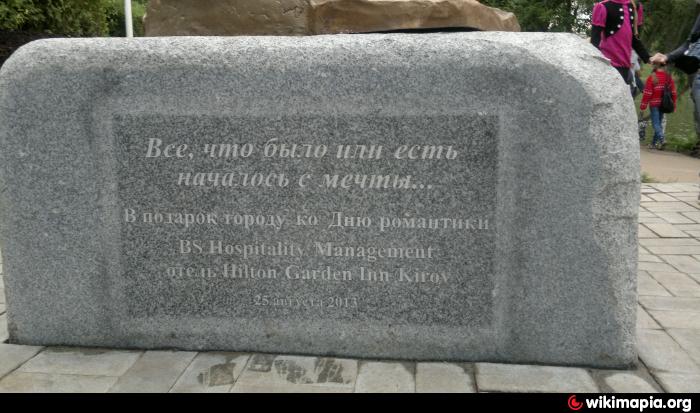 Все, что было или есть
началось с мечты...
В подарок городу ко Дню романтики
BS Hospitality Management
отель Hilton Garden Inn Kirov
25 августа 2013
wikimapia.org